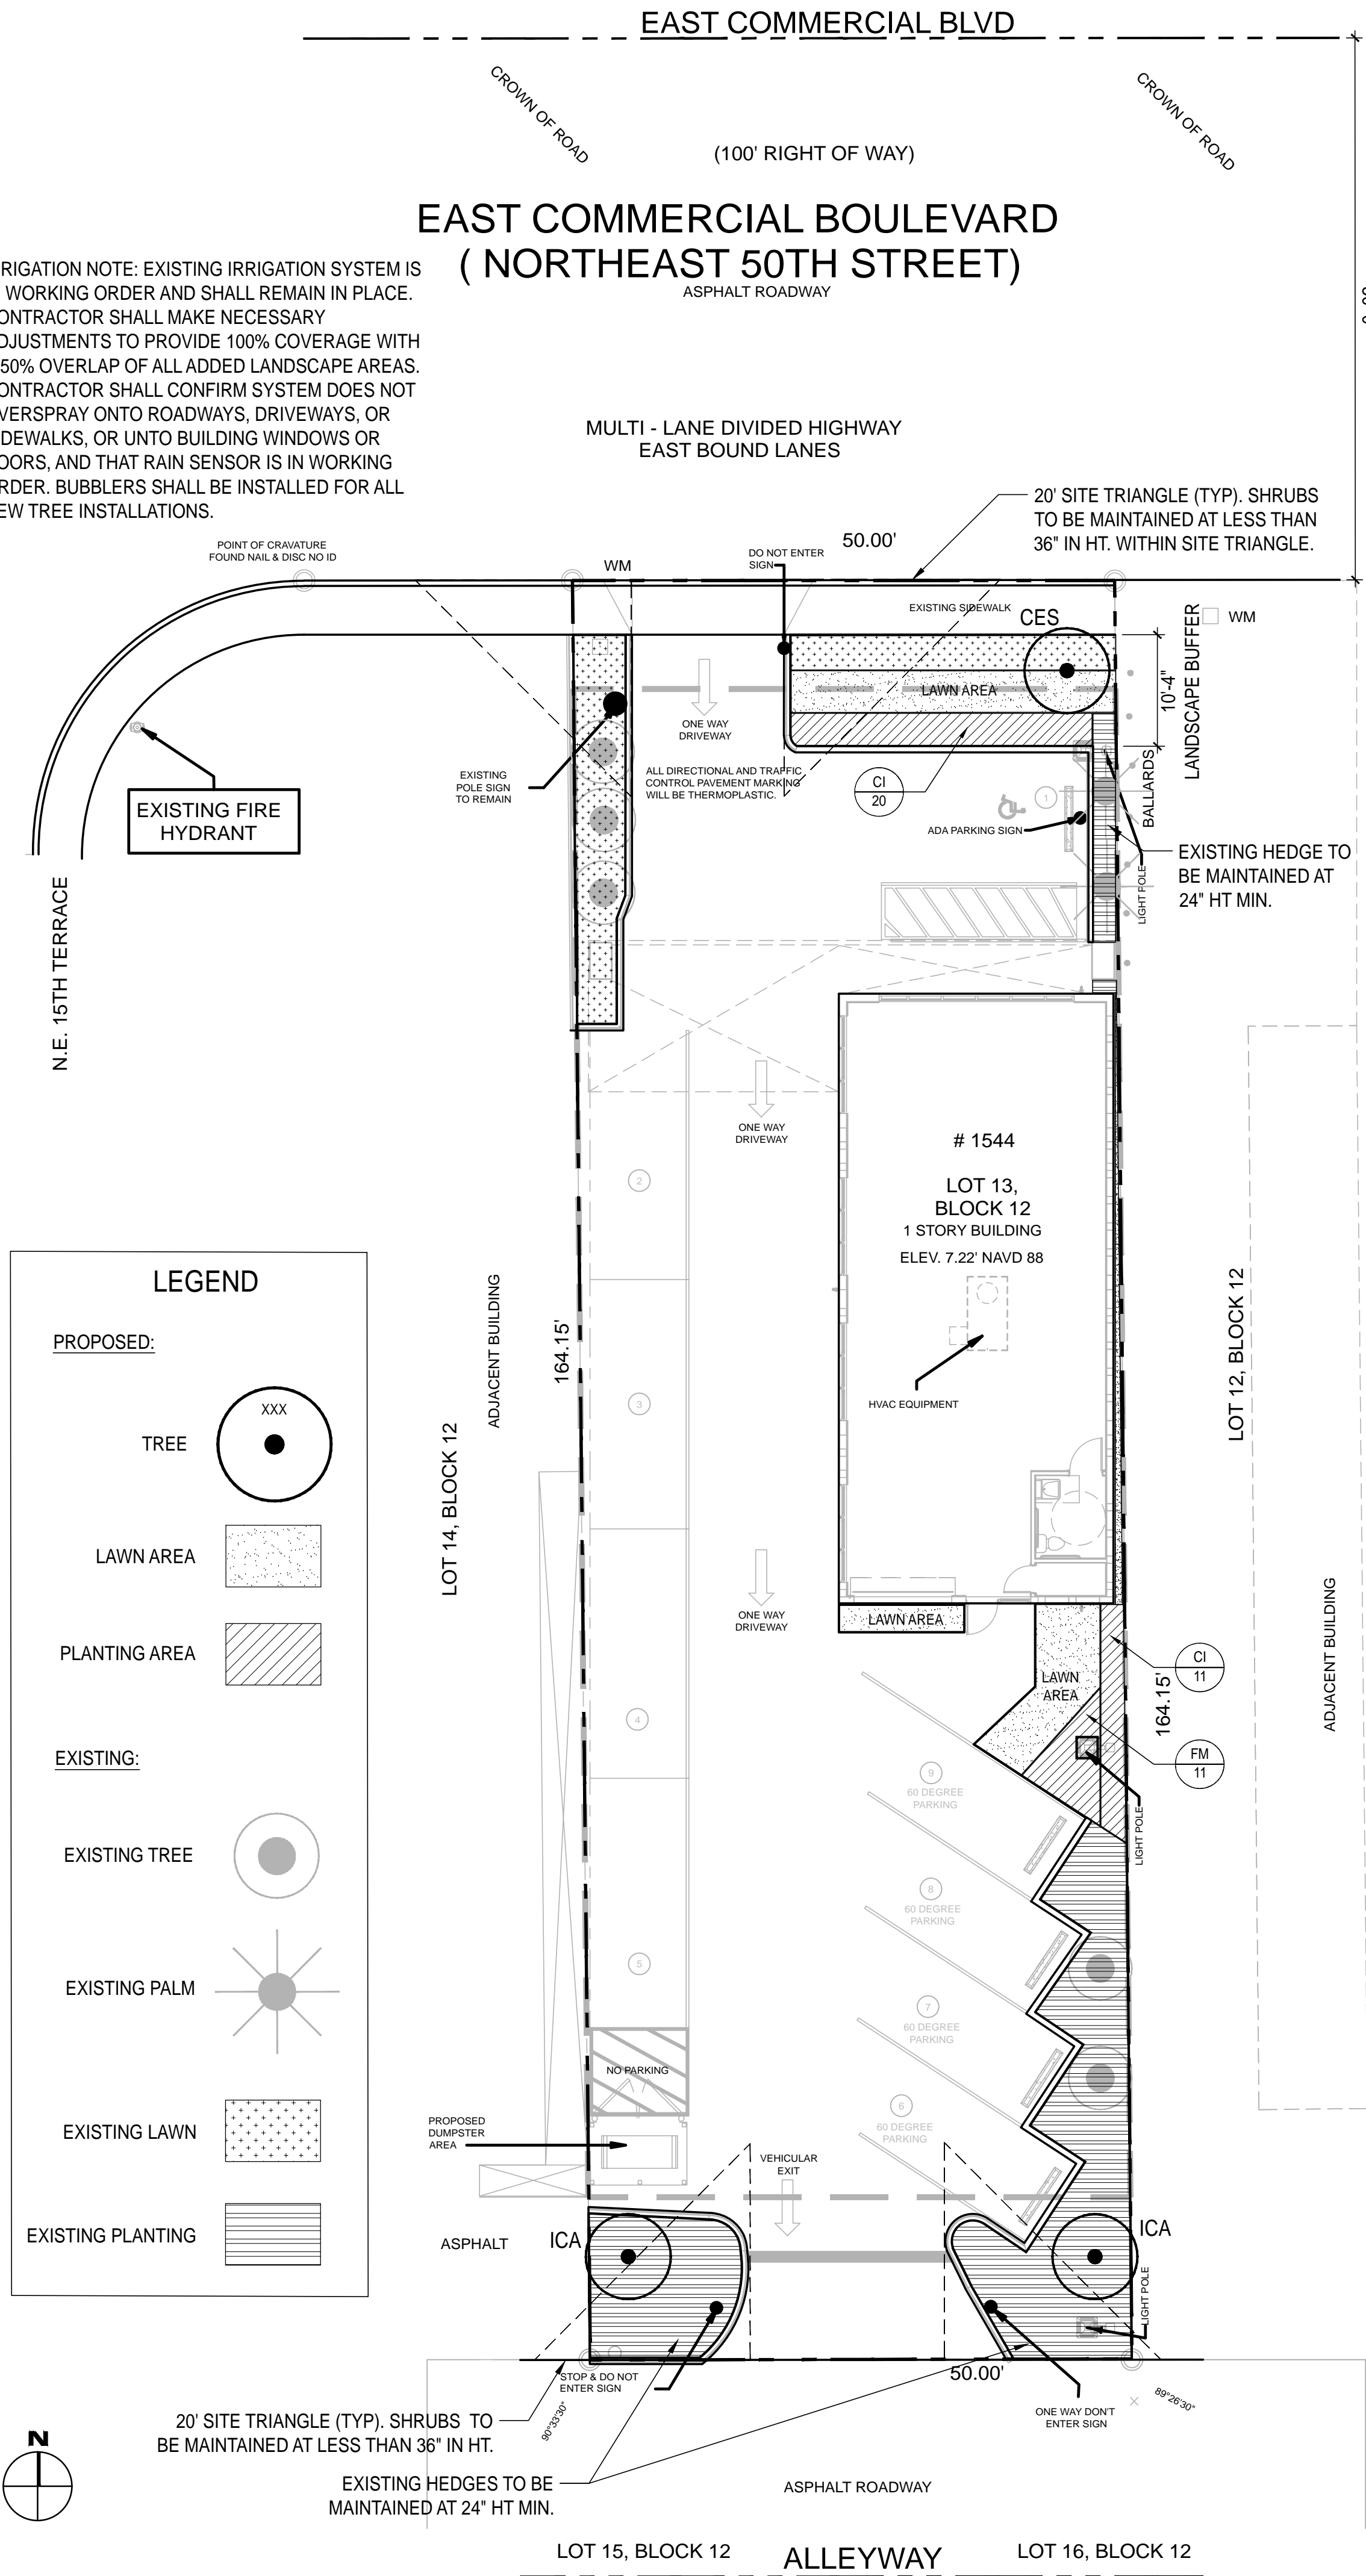 EAST COMMERCIAL BLVD
CROWN OF ROAD
CROWN OF ROAD
(100' RIGHT OF WAY)
EAST COMMERCIAL BOULEVARD
( NORTHEAST 50TH STREET)
ASPHALT ROADWAY
RIGATION NOTE: EXISTING IRRIGATION SYSTEM IS
WORKING ORDER AND SHALL REMAIN IN PLACE.
ONTRACTOR SHALL MAKE NECESSARY
DJUSTMENTS TO PROVIDE 100% COVERAGE WITH
50% OVERLAP OF ALL ADDED LANDSCAPE AREAS.
ONTRACTOR SHALL CONFIRM SYSTEM DOES NOT
VERSPRAY ONTO ROADWAYS, DRIVEWAYS, OR
DEWALKS, OR UNTO BUILDING WINDOWS OR
OORS, AND THAT RAIN SENSOR IS IN WORKING
RDER. BUBBLERS SHALL BE INSTALLED FOR ALL
EW TREE INSTALLATIONS.
MULTI - LANE DIVIDED HIGHWAY
EAST BOUND LANES
20' SITE TRIANGLE (TYP). SHRUBS
TO BE MAINTAINED AT LESS THAN
36" IN HT. WITHIN SITE TRIANGLE.
POINT OF CRAVATURE
FOUND NAIL & DISC NO ID
WM
DO NOT ENTER
SIGN
50.00'
EXISTING SIDEWALK
CES
WM
LANDSCAPE BUFFER
10'-4"
LAWN AREA
ONE WAY
DRIVEWAY
EXISTING
POLE SIGN
TO REMAIN
ALL DIRECTIONAL AND TRAFFIC
CONTROL PAVEMENT MARKING
WILL BE THERMOPLASTIC.
CI
20
1
BALLARDS
ADA PARKING SIGN
EXISTING FIRE
HYDRANT
EXISTING HEDGE TO
BE MAINTAINED AT
24" HT MIN.
LIGHT POLE
N.E. 15TH TERRACE
ONE WAY
DRIVEWAY
# 1544
LOT 13,
BLOCK 12
1 STORY BUILDING
ELEV. 7.22' NAVD 88
2
HVAC EQUIPMENT
3
164.15'
ADJACENT BUILDING
LOT 14, BLOCK 12
LOT 12, BLOCK 12
LEGEND
PROPOSED:
XXX
TREE
LAWN AREA
PLANTING AREA
EXISTING:
EXISTING TREE
EXISTING PALM
EXISTING LAWN
EXISTING PLANTING
ONE WAY
DRIVEWAY
LAWN AREA
LAWN
AREA
CI
11
164.15'
FM
11
ADJACENT BUILDING
4
9
60 DEGREE
PARKING
LIGHT POLE
8
60 DEGREE
PARKING
5
7
60 DEGREE
PARKING
NO PARKING
6
60 DEGREE
PARKING
PROPOSED
DUMPSTER
AREA
VEHICULAR
EXIT
ASPHALT
ICA
ICA
LIGHT POLE
STOP & DO NOT
ENTER SIGN
50.00'
ONE WAY DON'T
ENTER SIGN
90°33'30"
89°26'30"
20' SITE TRIANGLE (TYP). SHRUBS TO
BE MAINTAINED AT LESS THAN 36" IN HT.
EXISTING HEDGES TO BE
MAINTAINED AT 24" HT MIN.
N
ASPHALT ROADWAY
LOT 15, BLOCK 12
ALLEYWAY
LOT 16, BLOCK 12